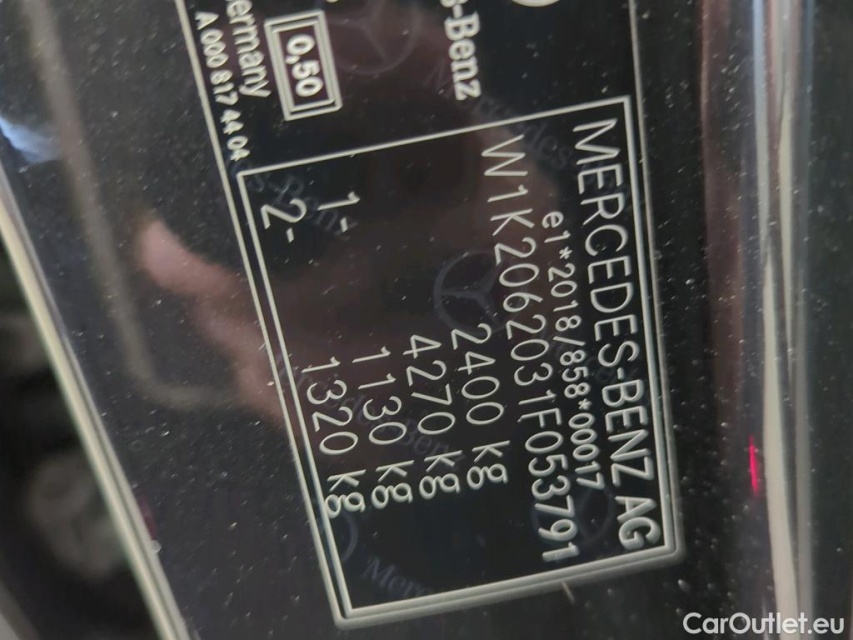 MERCEDES-BENZ AG
e1*2018/858*00017
W1K2062031F053791
2400 kg
4270 kg
1- 1130 kg
2- 1320 kg
s-Benz
0,50
ermany
A 000 817 44 04
CarOutlet.eu